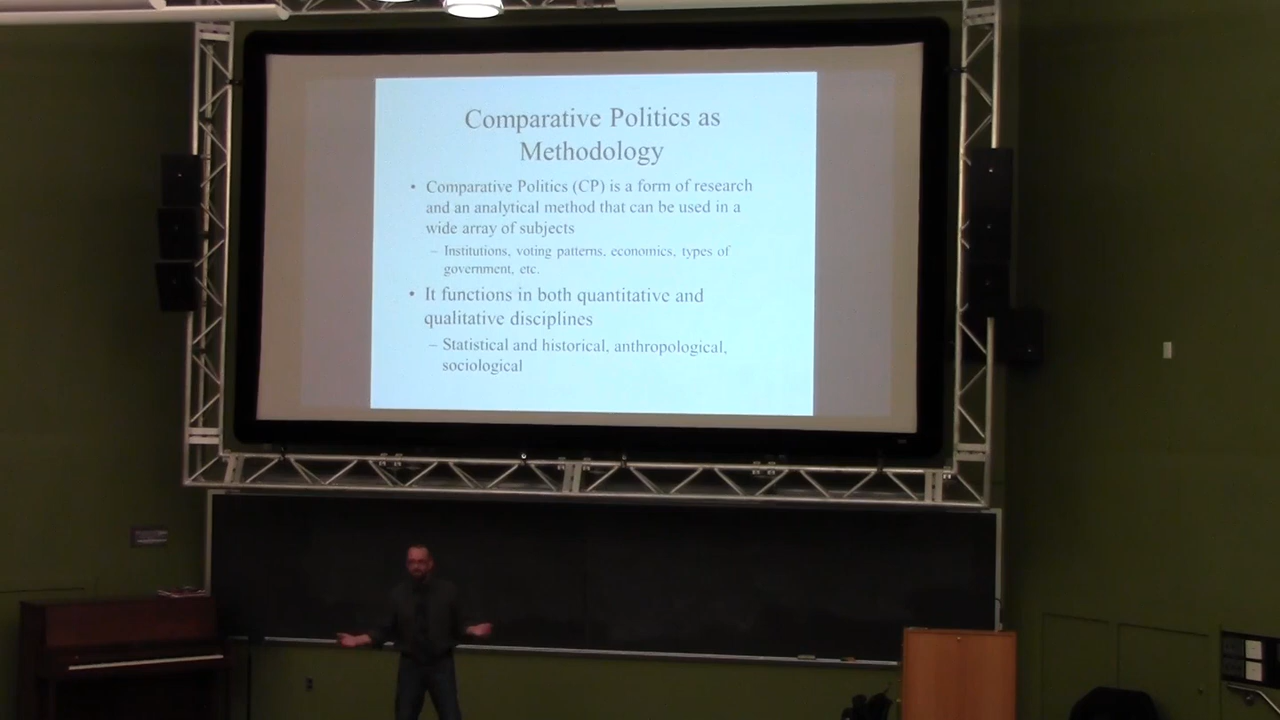 Comparative Politics as
Methodology
• Comparative Politics (CP) is a form of research
and an analytical method that can be used in a
wide array of subjects
– Institutions, voting patterns, economics, types of
government, etc.
• It functions in both quantitative and
qualitative disciplines
– Statistical and historical, anthropological,
sociological